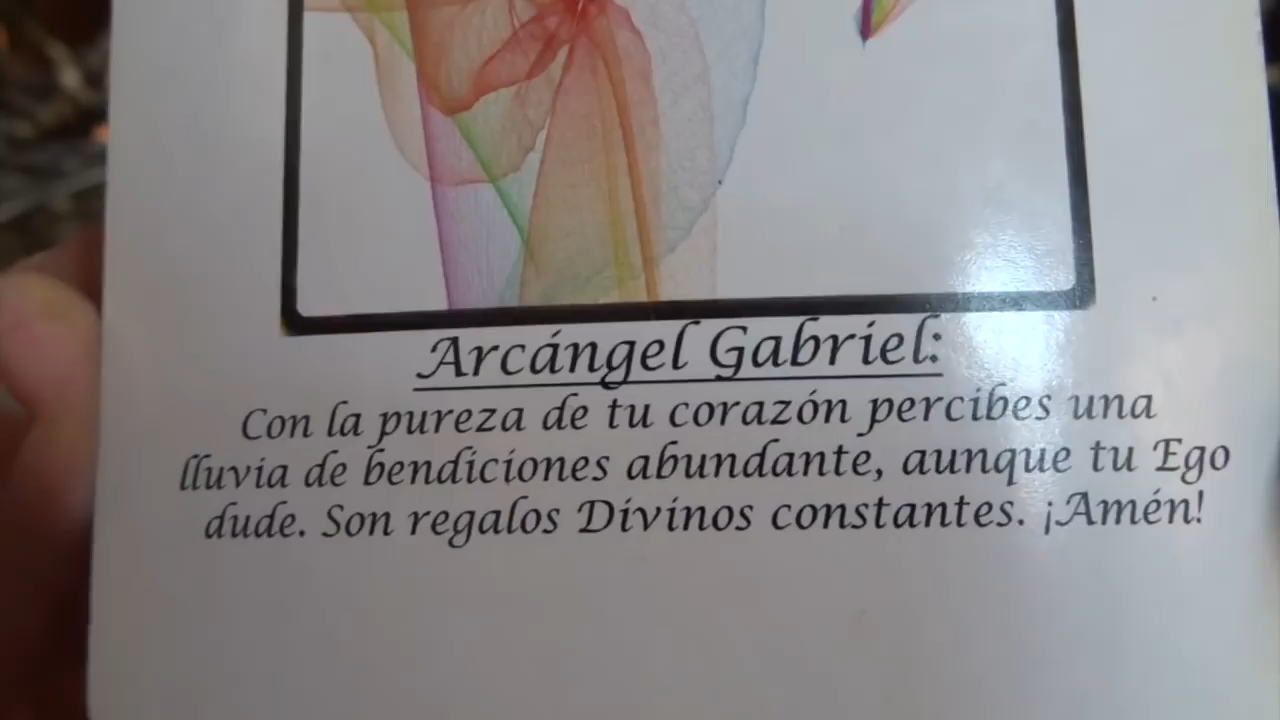 Arcángel Gabriel:
Con la pureza de tu corazón percibes una
lluvia de bendiciones abundante, aunque tu Ego
dude. Son regalos Divinos constantes. ¡Amén!